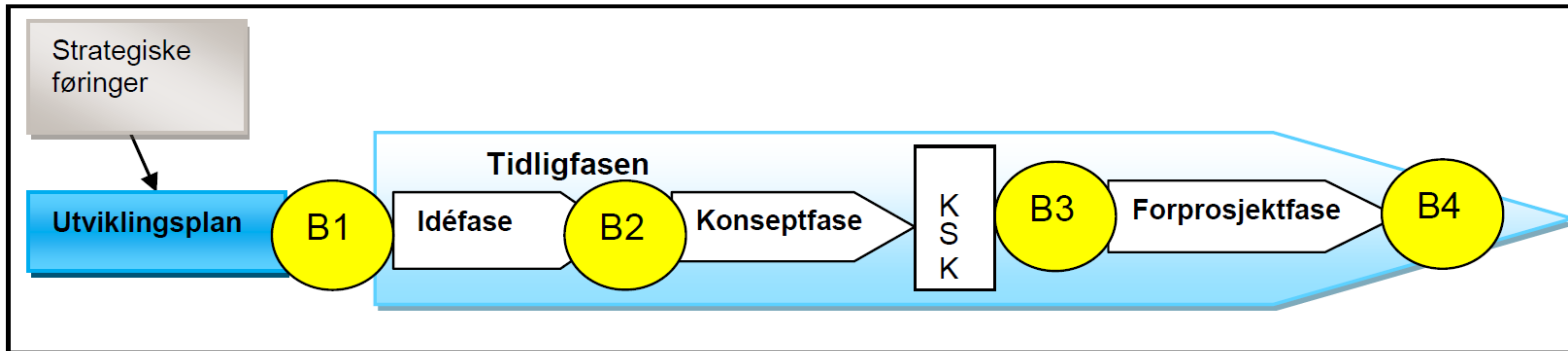 Strategiske
føringer
Tidligfasen
Utviklingsplan
B1
Idéfase
B2
Konseptfase
K
S
K
B3
Forprosjektfase
B4